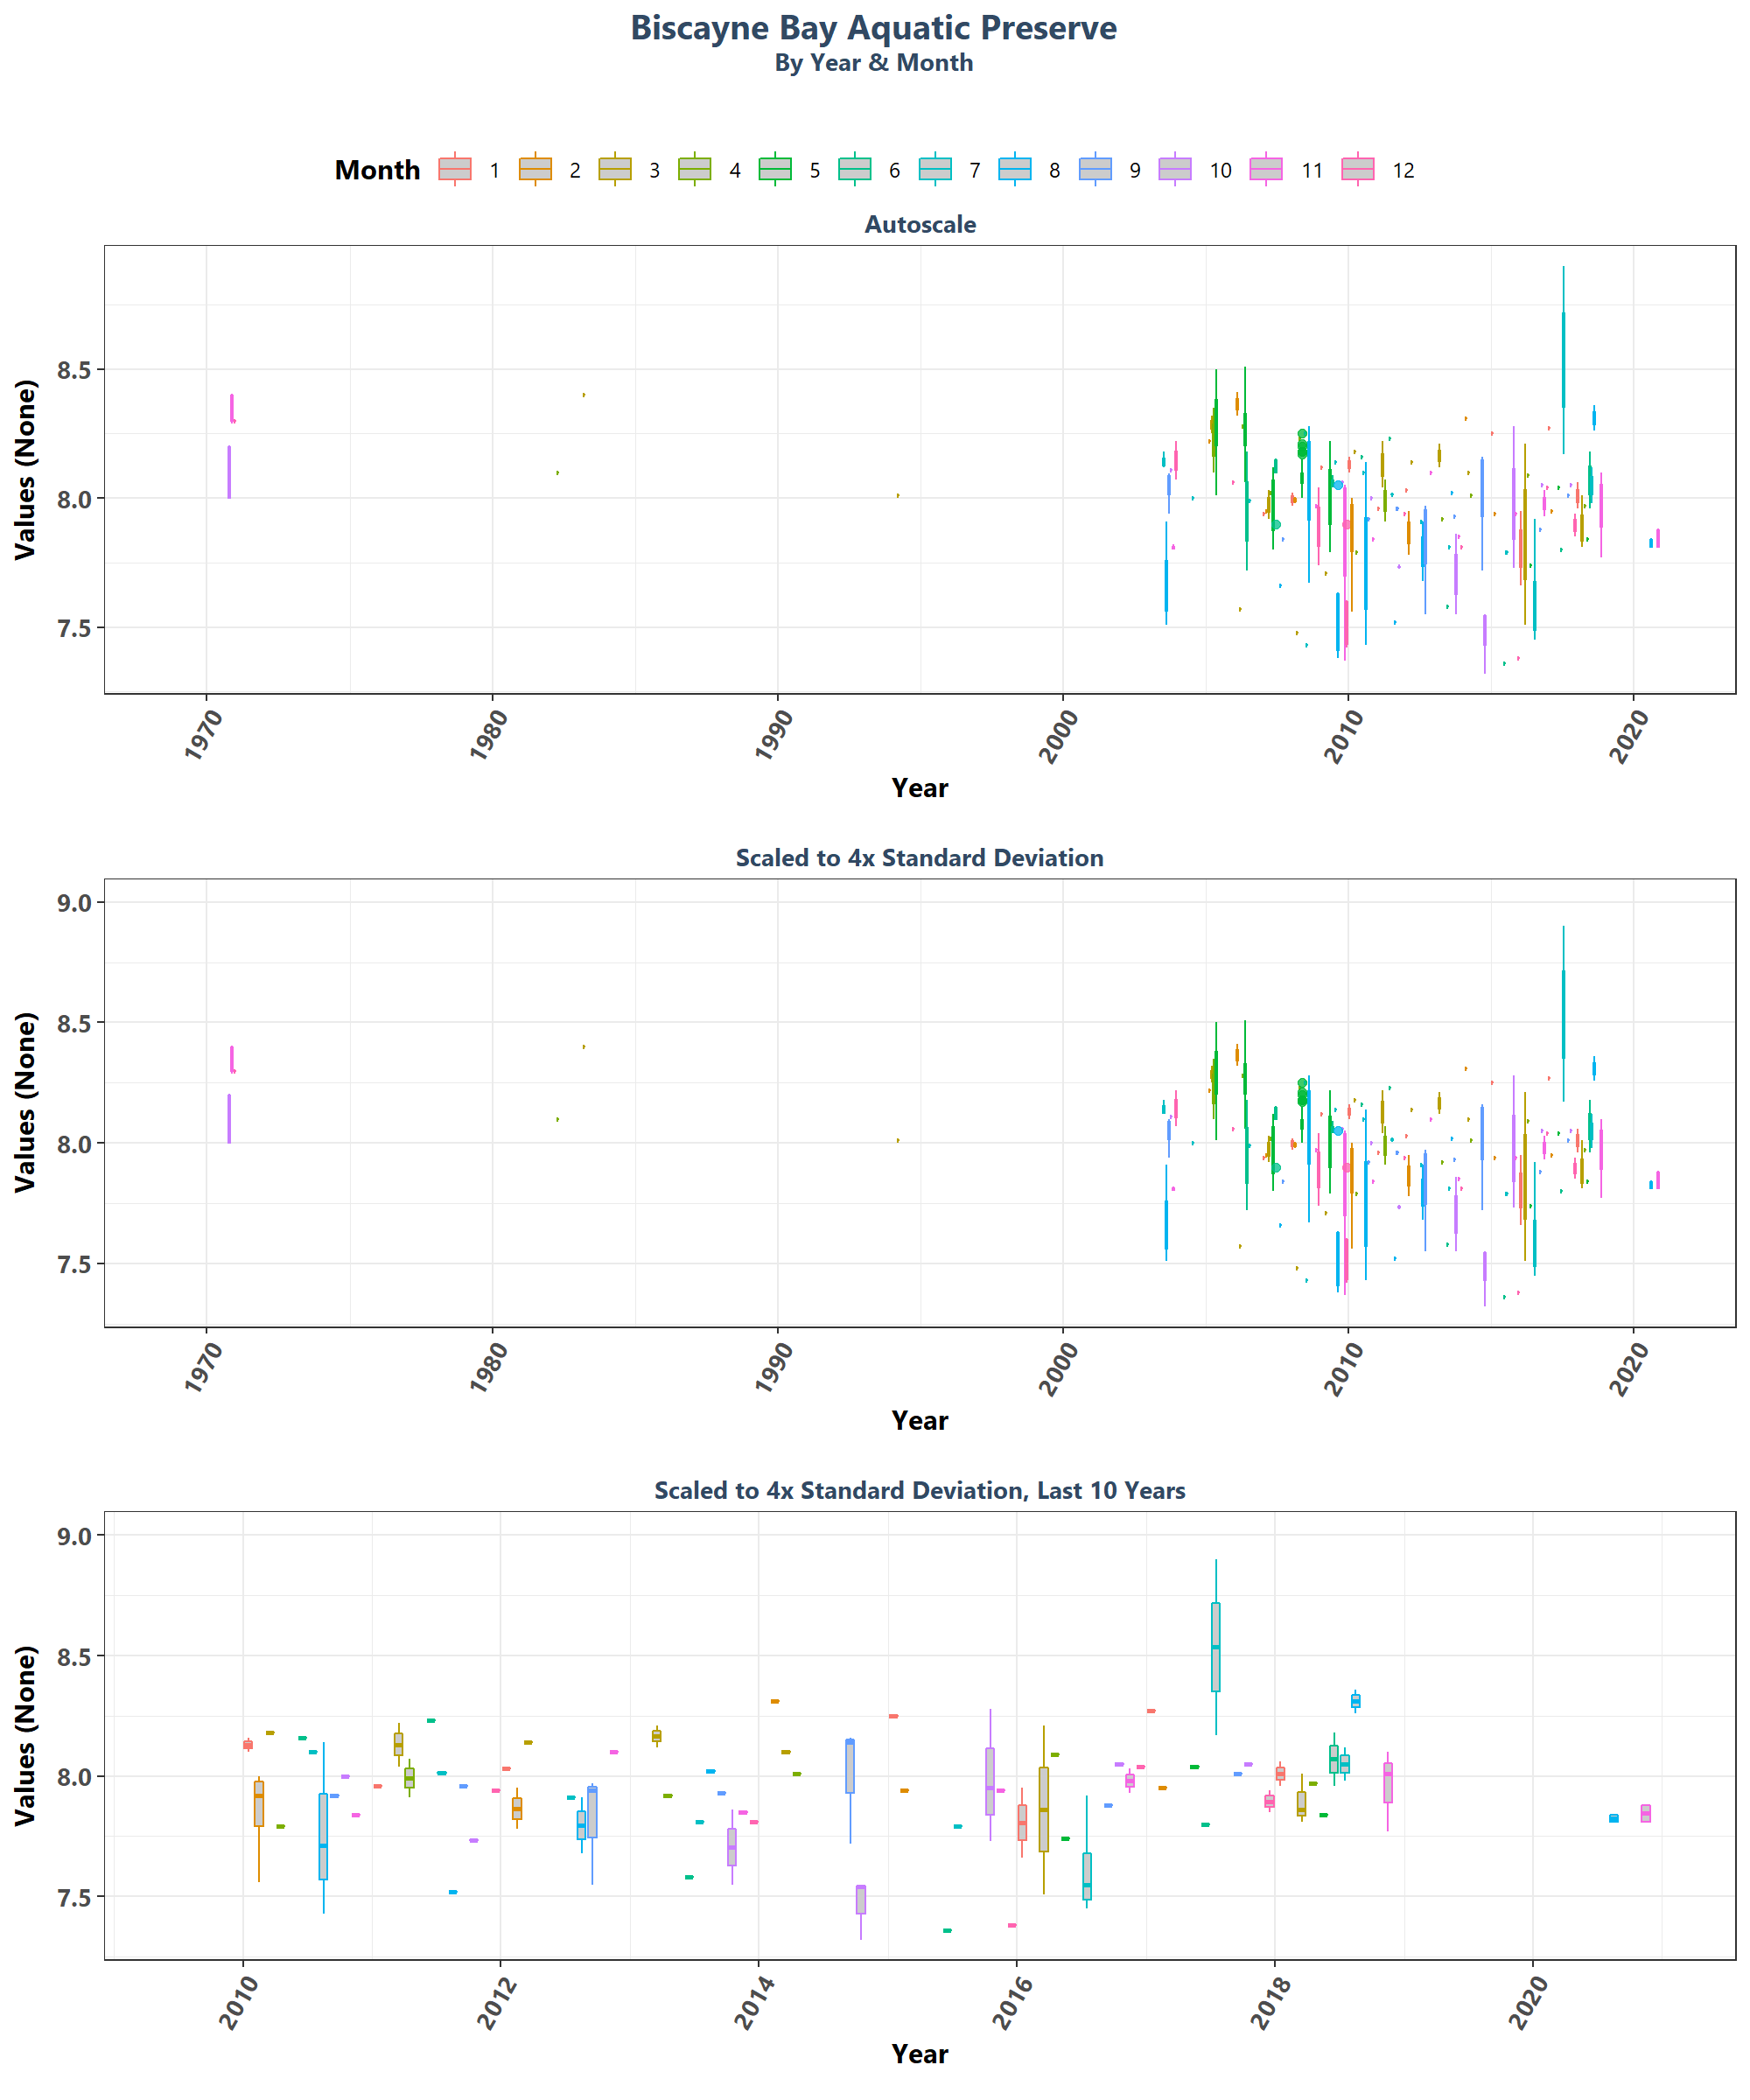 Biscayne Bay Aquatic Preserve
By Year & Month
Month 1 2 3 4 5 6 7 8 9 10 11 12
Autoscale
Values (None)
8.5
8.0
7.5
1970 1980 1990 2000 2010 2020
Year
Scaled to 4x Standard Deviation
Values (None)
9.0
8.5
8.0
7.5
1970 1980 1990 2000 2010 2020
Year
Scaled to 4x Standard Deviation, Last 10 Years
Values (None)
9.0
8.5
8.0
7.5
2010 2012 2014 2016 2018 2020
Year